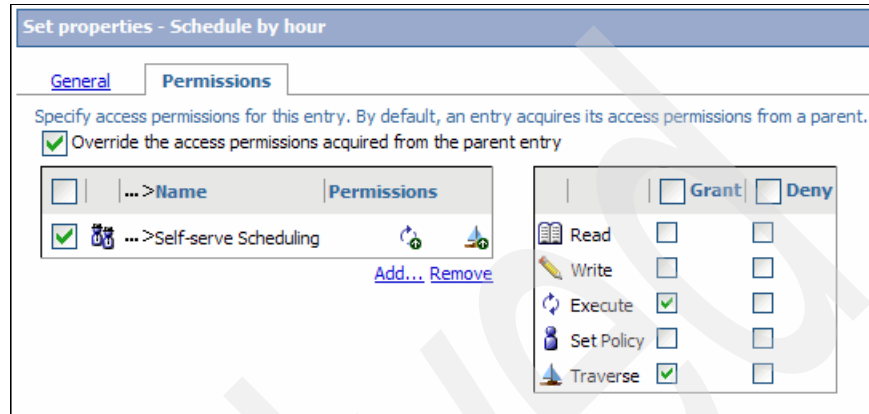 Set properties - Schedule by hour
General Permissions
Specify access permissions for this entry. By default, an entry acquires its access permissions from a parent.
Override the access permissions acquired from the parent entry
... >Name Permissions
... >Self-serve Scheduling
Add... Remove
Grant Deny
Read
Write
Execute
Set Policy
Traverse